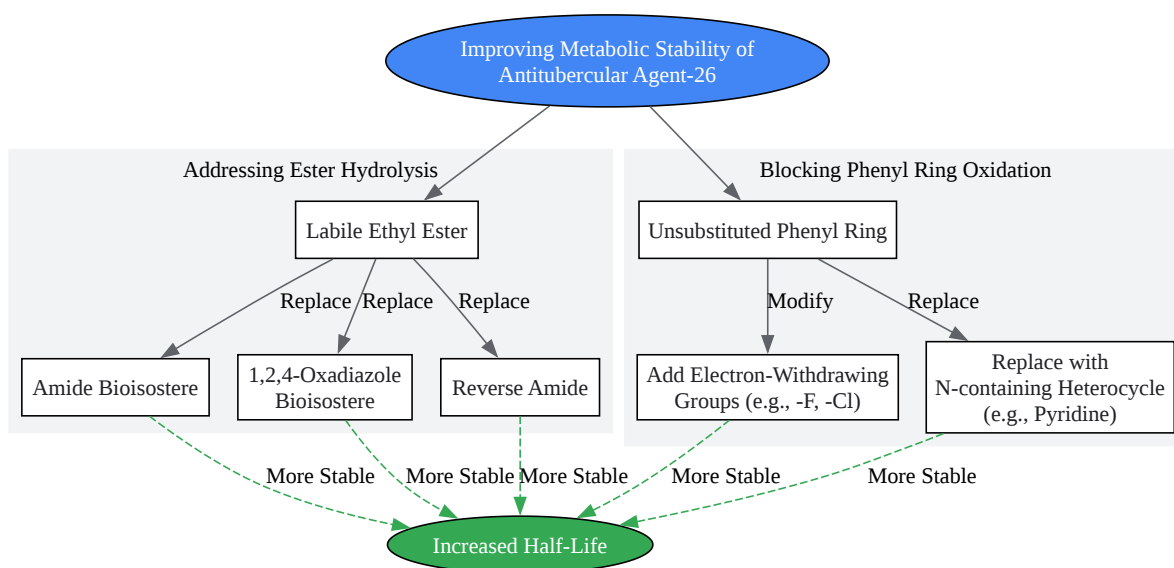 Improving Metabolic Stability of
Antitubercular Agent-26
Addressing Ester Hydrolysis
Blocking Phenyl Ring Oxidation
Labile Ethyl Ester
Unsubstituted Phenyl Ring
Replace
Replace
Replace
Modify
Replace
Amide Bioisostere
1,2,4-Oxadiazole
Bioisostere
Reverse Amide
Add Electron-Withdrawing
Groups (e.g., -F, -Cl)
Replace with
N-containing Heterocycle
(e.g., Pyridine)
More Stable
More Stable
More Stable
More Stable
More Stable
Increased Half-Life